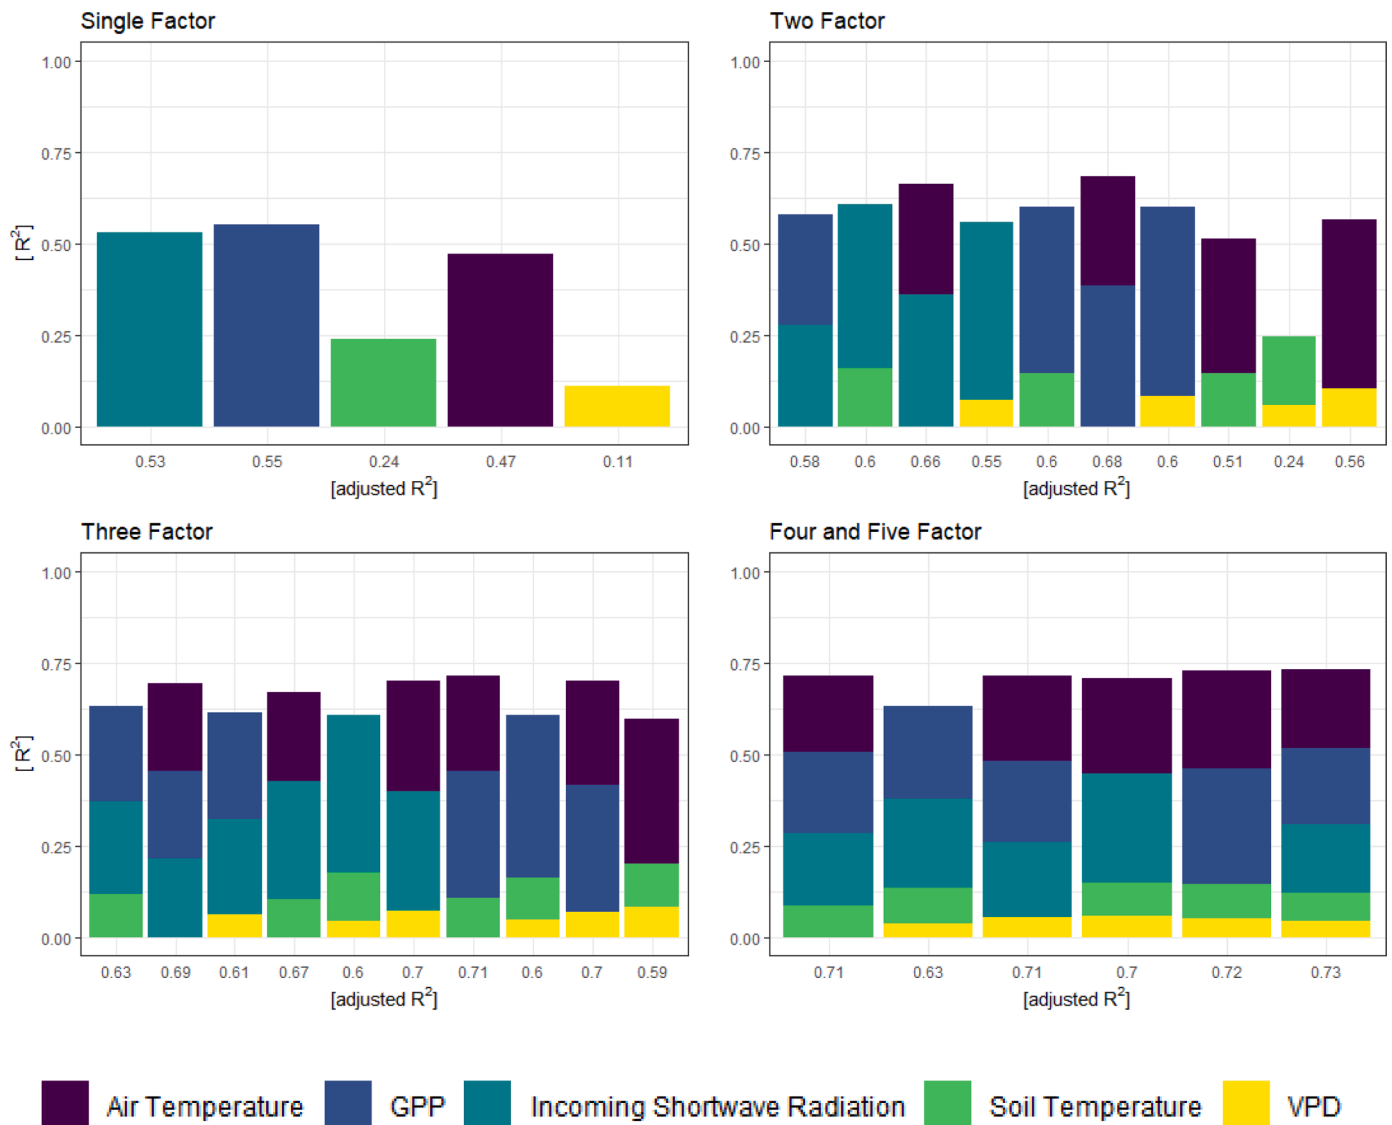 Single Factor
1.00
0.75
0.50
0.25
0.00
[ R²]
0.53 0.55 0.24 0.47 0.11
[adjusted R²]
Two Factor
1.00
0.75
0.50
0.25
0.00
0.58 0.6 0.66 0.55 0.6 0.68 0.6 0.51 0.24 0.56
[adjusted R²]
Three Factor
1.00
0.75
0.50
0.25
0.00
[ R²]
0.63 0.69 0.61 0.67 0.6 0.7 0.71 0.6 0.7 0.59
[adjusted R²]
Four and Five Factor
1.00
0.75
0.50
0.25
0.00
0.71 0.63 0.71 0.7 0.72 0.73
[adjusted R²]
Air Temperature GPP Incoming Shortwave Radiation Soil Temperature VPD